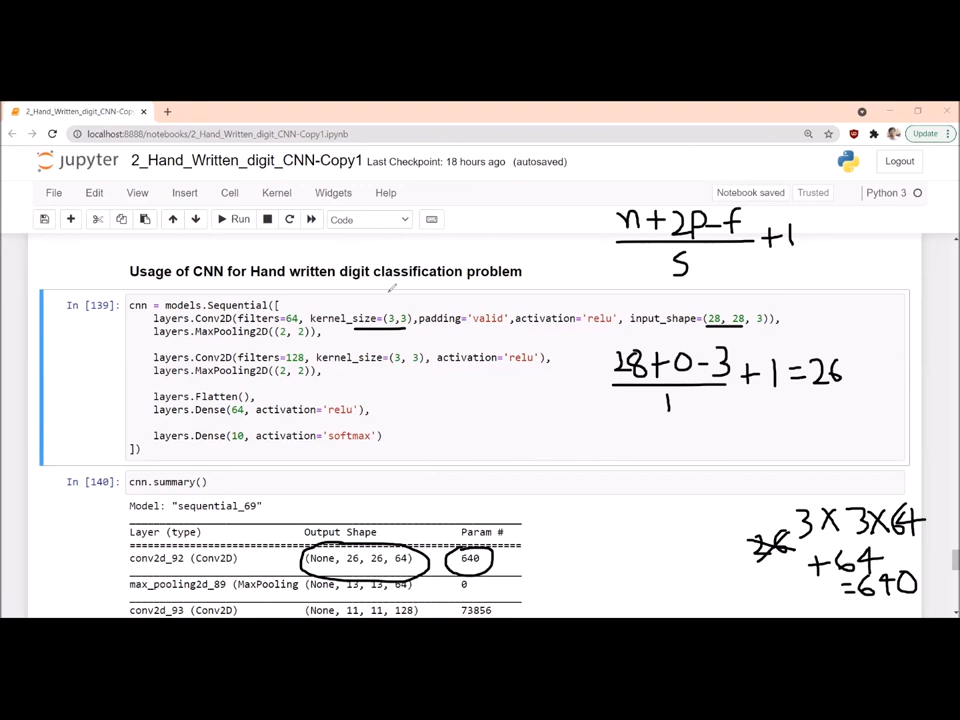 2_Hand_Written_digit_CNN-Cop
localhost:8888/notebooks/2_Hand_Written_digit_CNN-Copy1.ipynb
Update
jupyter 2_Hand_Written_digit_CNN-Copy1 Last Checkpoint: 18 hours ago (autosaved)
Logout
File Edit View Insert Cell Kernel Widgets Help
Notebook saved Trusted Python 3
Run Code
n+2p-f
+1
S
Usage of CNN for Hand written digit classification problem
In [139]: cnn = models.Sequential([
layers.Conv2D(filters=64, kernel_size=(3,3),padding='valid',activation='relu', input_shape=(28, 28, 3)),
layers.MaxPooling2D((2, 2)),
layers.Conv2D(filters=128, kernel_size=(3, 3), activation='relu'),
layers.MaxPooling2D((2, 2)),
28+0-3
+1=26
1
layers.Flatten(),
layers.Dense(64, activation='relu'),
layers.Dense(10, activation='softmax')
])
In [140]: cnn.summary()
Model: "sequential_69"
Layer (type) Output Shape Param #
conv2d_92 (Conv2D) (None, 26, 26, 64) 640
max_pooling2d_89 (MaxPooling (None, 13, 13, 64) 0
conv2d_93 (Conv2D) (None, 11, 11, 128) 73856
3X3X64
+64
=640